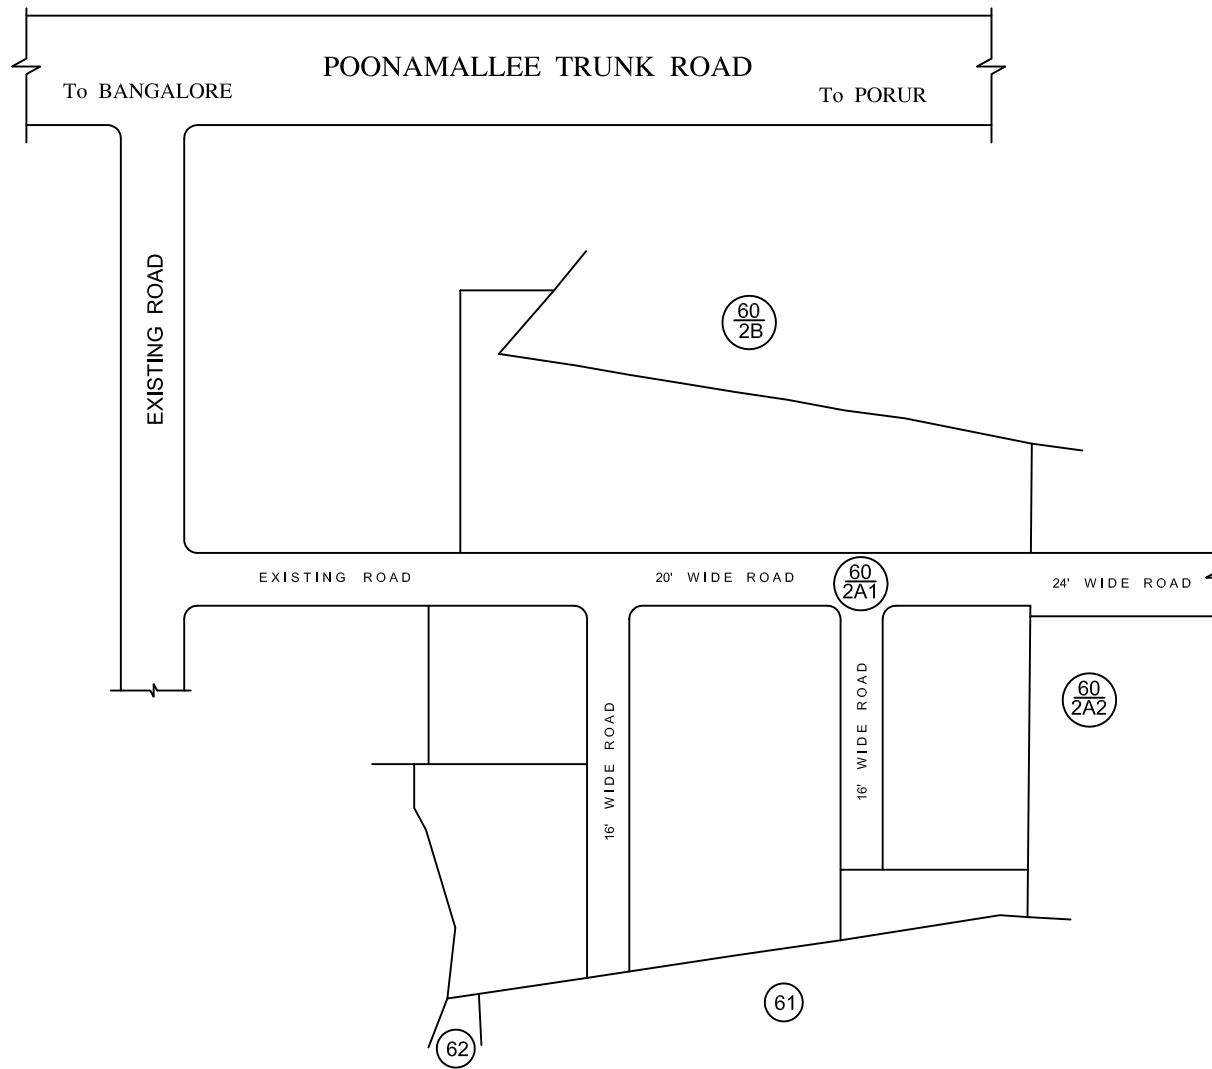 POONAMALLEE TRUNK ROAD
To BANGALORE
To PORUR
EXISTING ROAD
60
2B
EXISTING ROAD
20' WIDE ROAD
60
2A1
24' WIDE ROAD
16' WIDE ROAD
16' WIDE ROAD
60
2A2
61
62